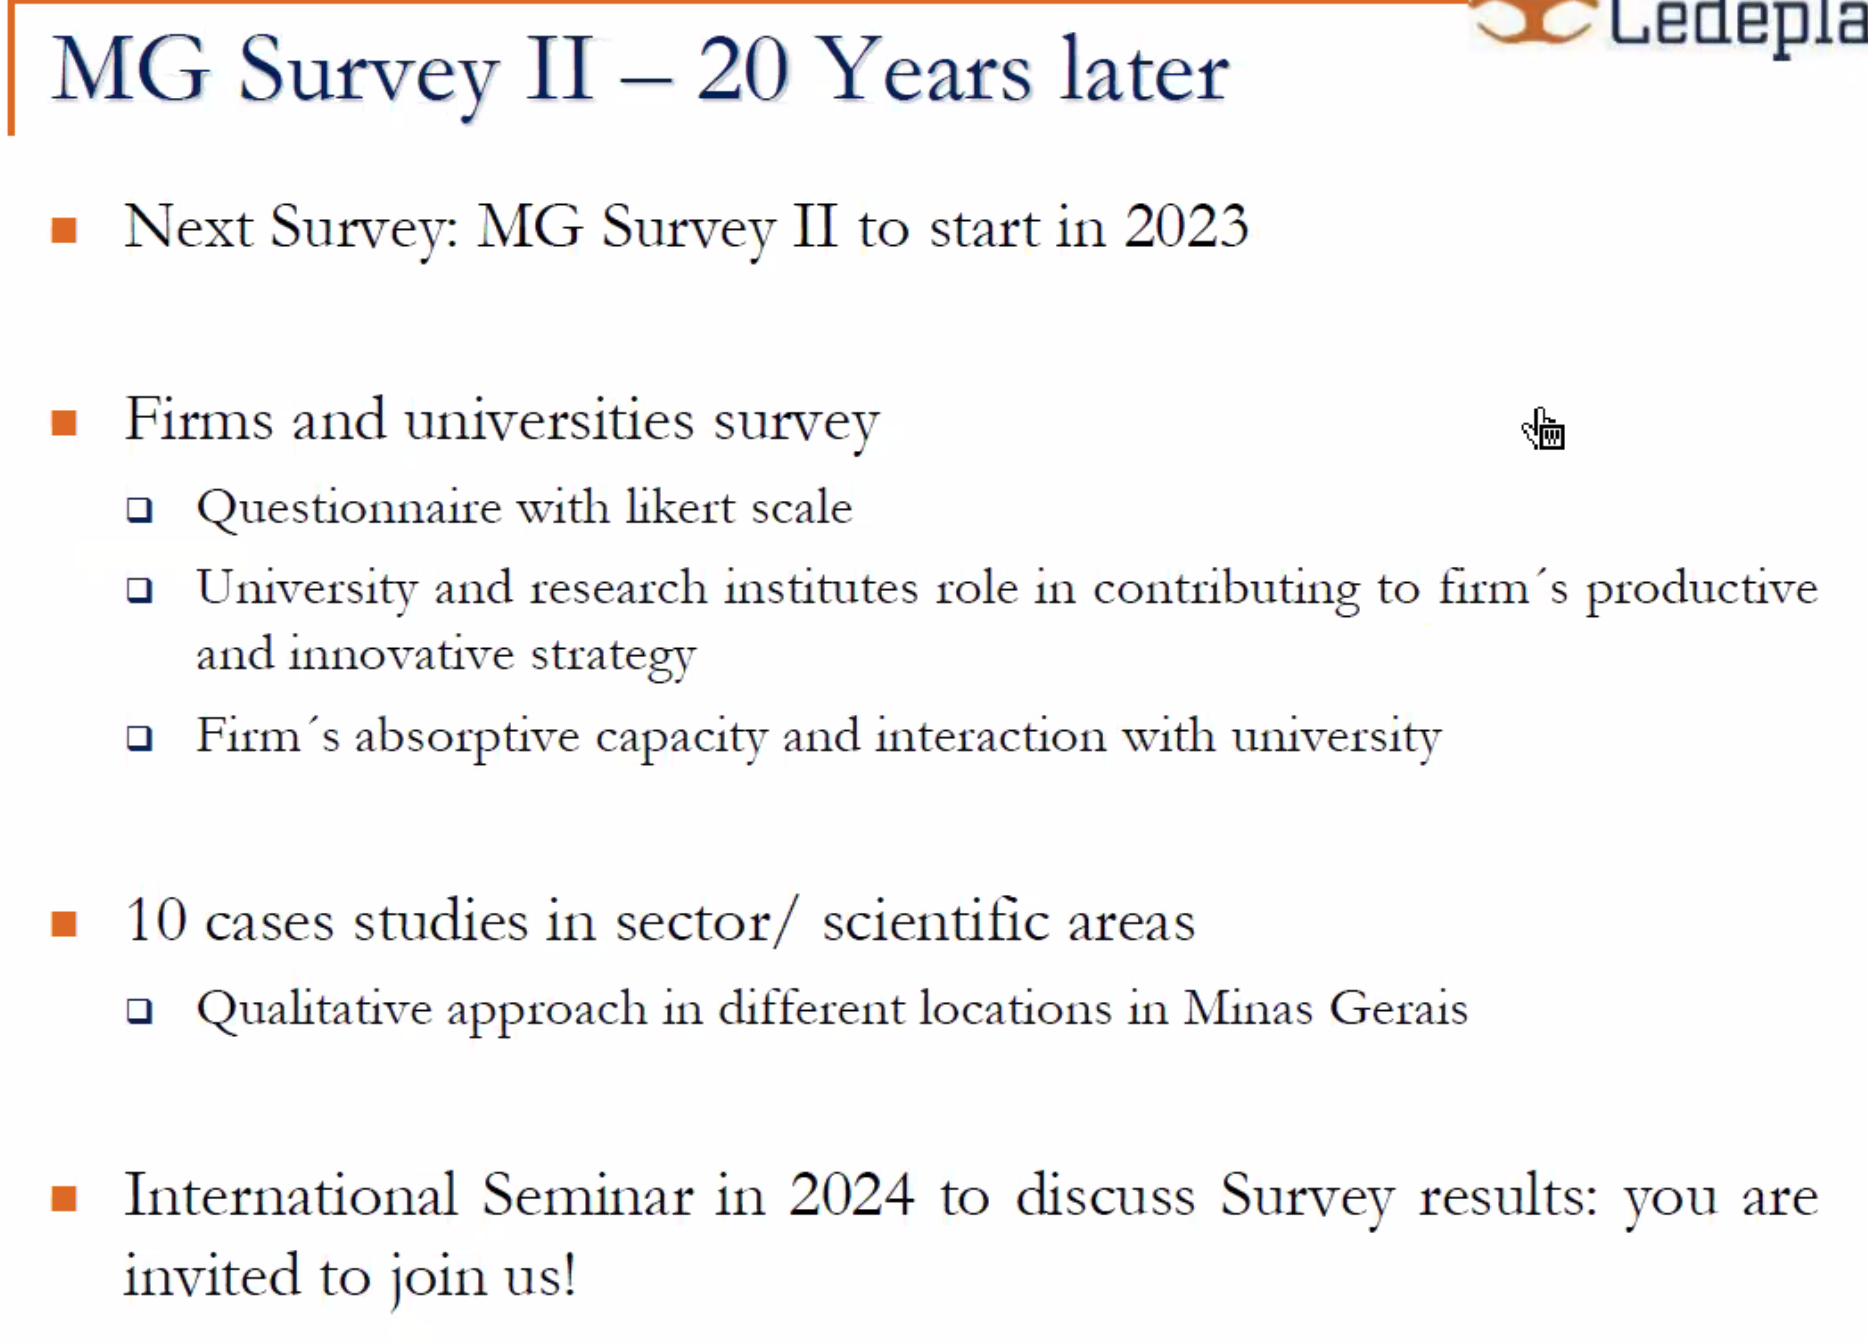 Ledepla
MG Survey II – 20 Years later
Next Survey: MG Survey II to start in 2023
Firms and universities survey
Questionnaire with likert scale
University and research institutes role in contributing to firm´s productive
and innovative strategy
Firm´s absorptive capacity and interaction with university
10 cases studies in sector/ scientific areas
Qualitative approach in different locations in Minas Gerais
International Seminar in 2024 to discuss Survey results: you are
invited to join us!